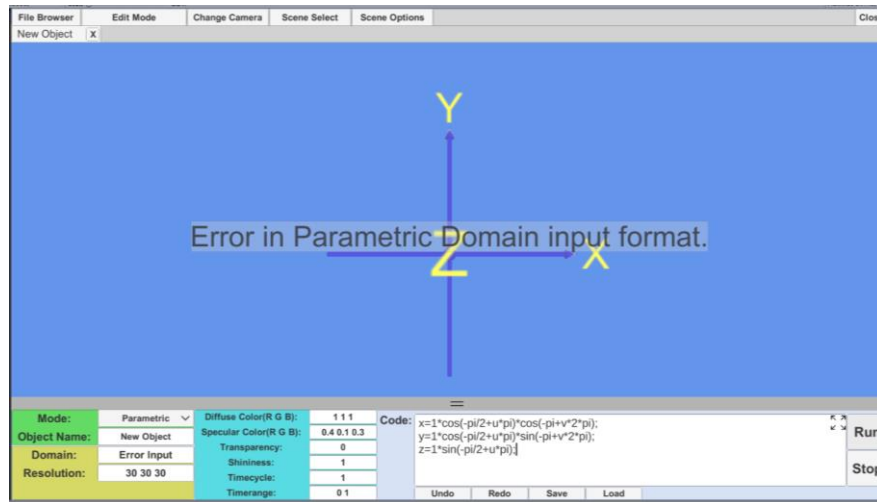 File Browser Edit Mode Change Camera Scene Select Scene Options
New Object X
Y
Error in Parametric Domain input format.
Z X
Mode: Parametric Diffuse Color(R G B): 1 1 1 Code: x=1*cos(-pi/2+u*pi)*cos(-pi+v*2*pi);
Object Name: New Object Specular Color(R G B): 0.4 0.1 0.3 y=1*cos(-pi/2+u*pi)*sin(-pi+v*2*pi);
Domain: Error Input Transparency: 0 z=1*sin(-pi/2+u*pi);
Resolution: 30 30 30 Shininess: 1
Timecycle: 1
Timerange: 0 1
Undo Redo Save Load